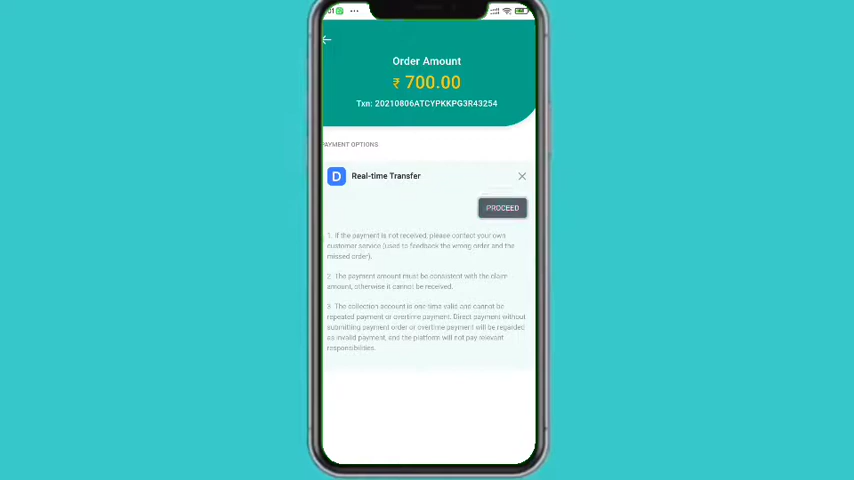 Order Amount
₹ 700.00
Txn: 20210806ATCYPKKPG3R43254
PAYMENT OPTIONS
D Real-time Transfer
PROCEED
1. If the payment is not received, please contact your own
customer service (used to feedback the wrong order and the
missed order).
2. The payment amount must be consistent with the claim
amount, otherwise it cannot be received.
3. The collection account is one-time valid and cannot be
repeated payment or overtime payment. Direct payment without
submitting payment order or overtime payment will be regarded
as invalid payment, and the platform will not pay relevant
responsibilities.